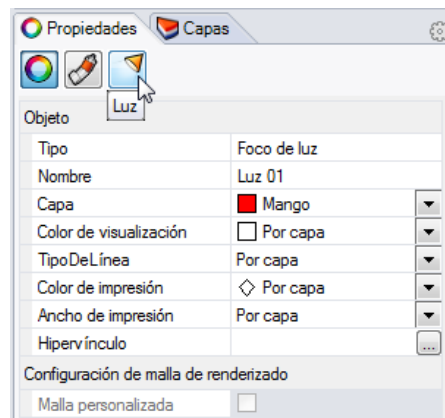 Propiedades Capas
Luz
Objeto
Tipo Foco de luz
Nombre Luz 01
Capa Mango
Color de visualización Por capa
TipoDeLínea Por capa
Color de impresión Por capa
Ancho de impresión Por capa
Hipervínculo ...
Configuración de malla de renderizado
Malla personalizada